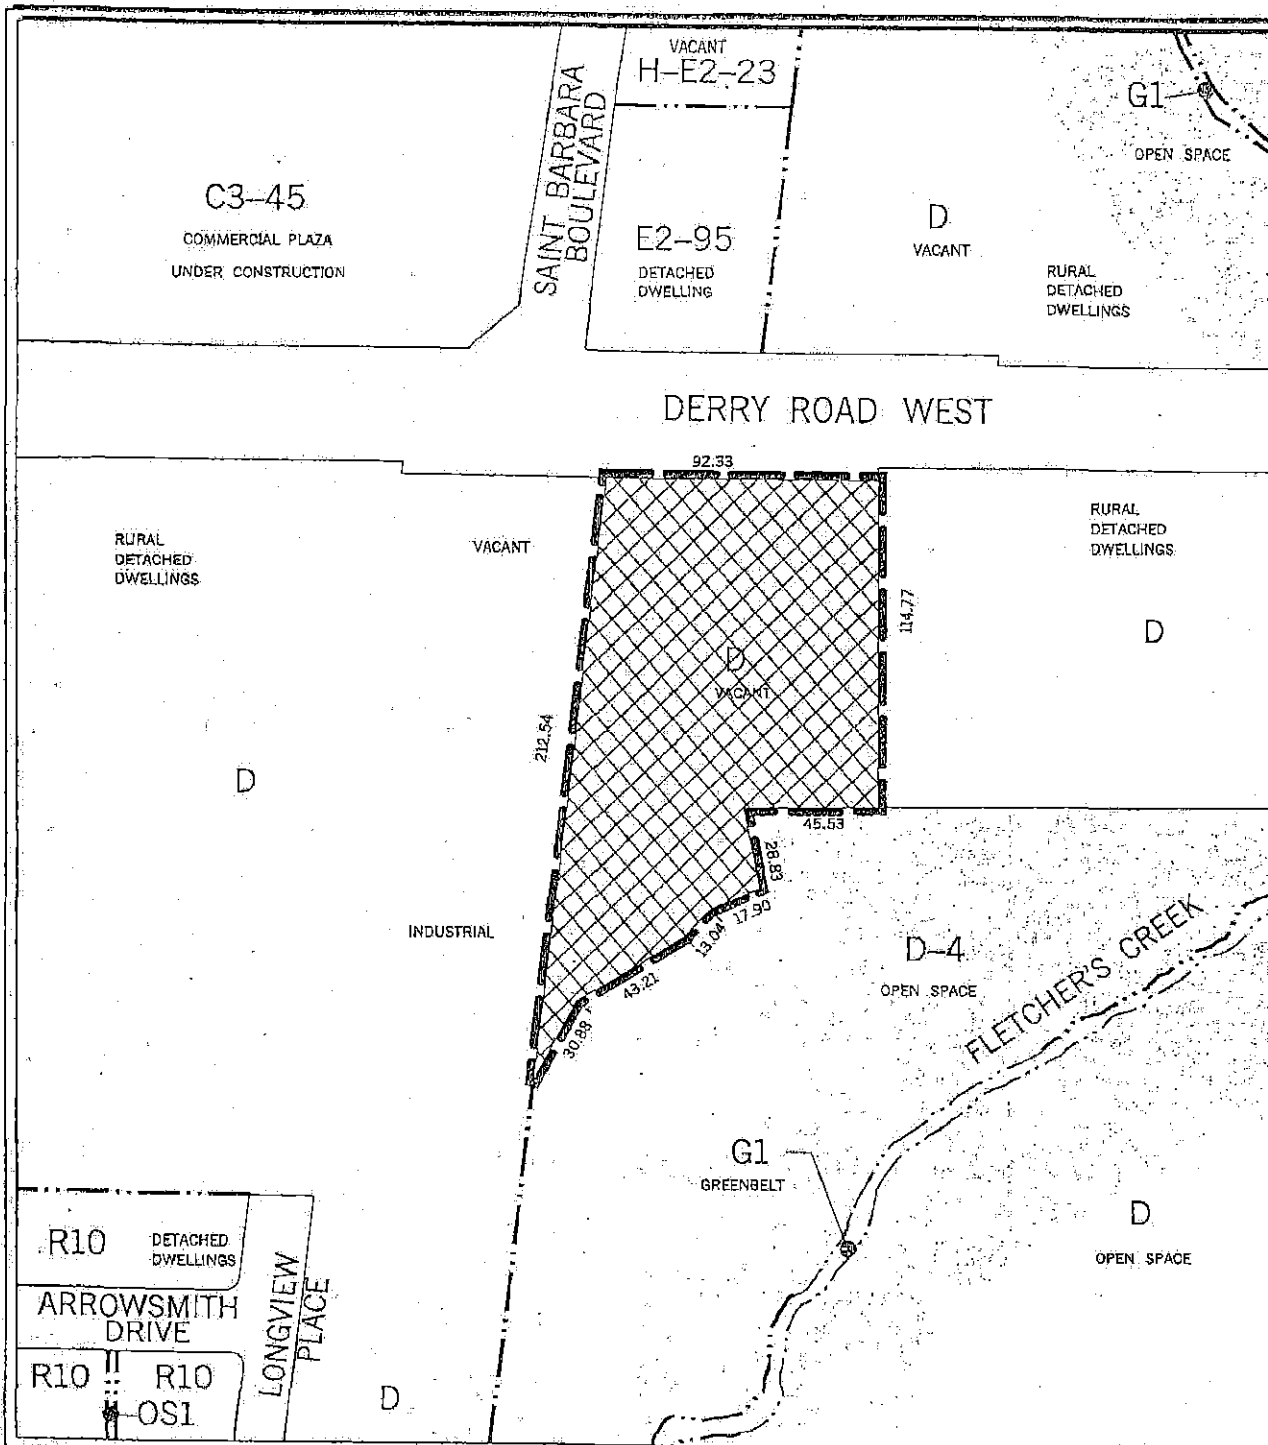 VACANT
H-E2-23
SAINT BARBARA
BOULEVARD
G1
OPEN SPACE
C3-45
COMMERCIAL PLAZA
UNDER CONSTRUCTION
E2-95
DETACHED
DWELLING
D
VACANT
RURAL
DETACHED
DWELLINGS
DERRY ROAD WEST
92.33
RURAL
DETACHED
DWELLINGS
VACANT
RURAL
DETACHED
DWELLINGS
114.77
D
D
VACANT
212.54
D
45.53
28.83
17.90
13.04
43.21
30.88
INDUSTRIAL
D-4
OPEN SPACE
FLETCHER'S CREEK
G1
GREENBELT
D
OPEN SPACE
R10
DETACHED
DWELLINGS
ARROWSMITH
DRIVE
LONGVIEW
PLACE
R10
R10
OS1
D